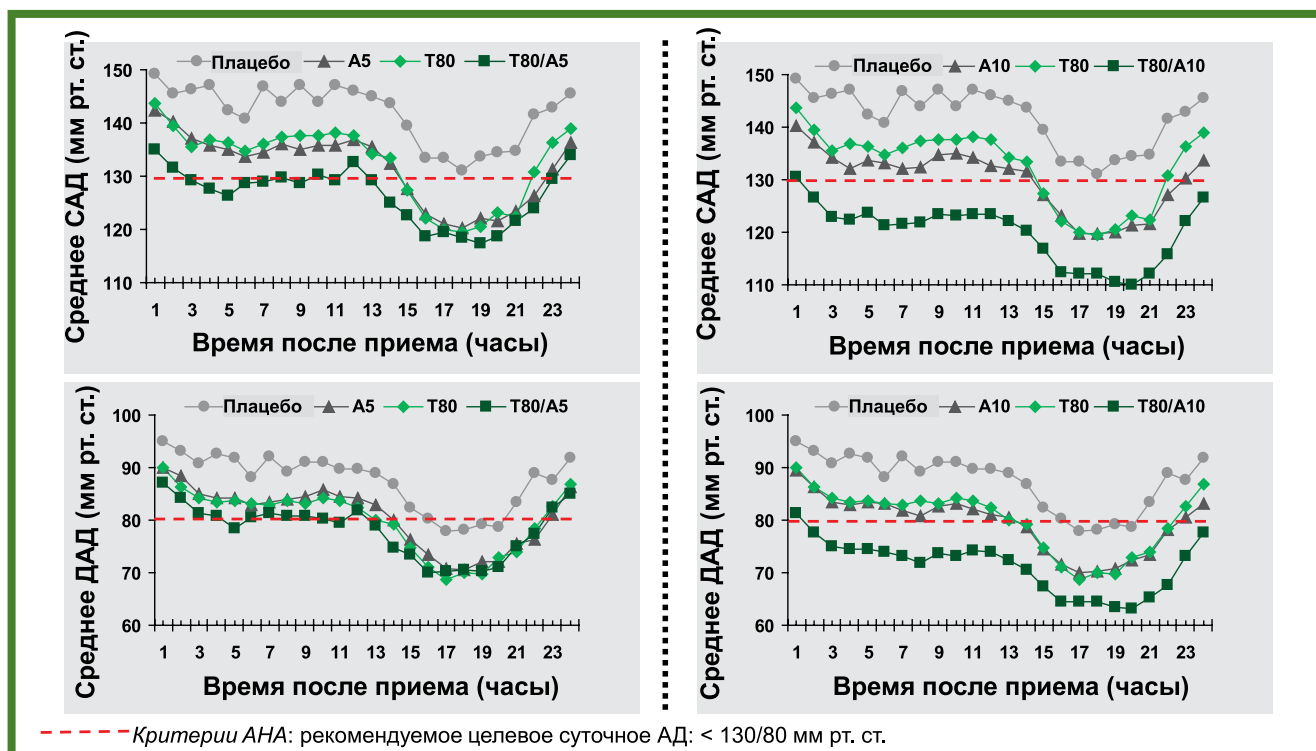 Среднее САД (мм рт. ст.)
Плацебо A5 T80 T80/A5
150
140
130
120
110
1 3 5 7 9 11 13 15 17 19 21 23
Время после приема (часы)
Среднее САД (мм рт. ст.)
Плацебо A10 T80 T80/A10
150
140
130
120
110
1 3 5 7 9 11 13 15 17 19 21 23
Время после приема (часы)
Среднее ДАД (мм рт. ст.)
Плацебо A5 T80 T80/A5
100
90
80
70
60
1 3 5 7 9 11 13 15 17 19 21 23
Время после приема (часы)
Среднее ДАД (мм рт. ст.)
Плацебо A10 T80 T80/A10
100
90
80
70
60
1 3 5 7 9 11 13 15 17 19 21 23
Время после приема (часы)
Критерии АНА: рекомендуемое целевое суточное АД: < 130/80 мм рт. ст.